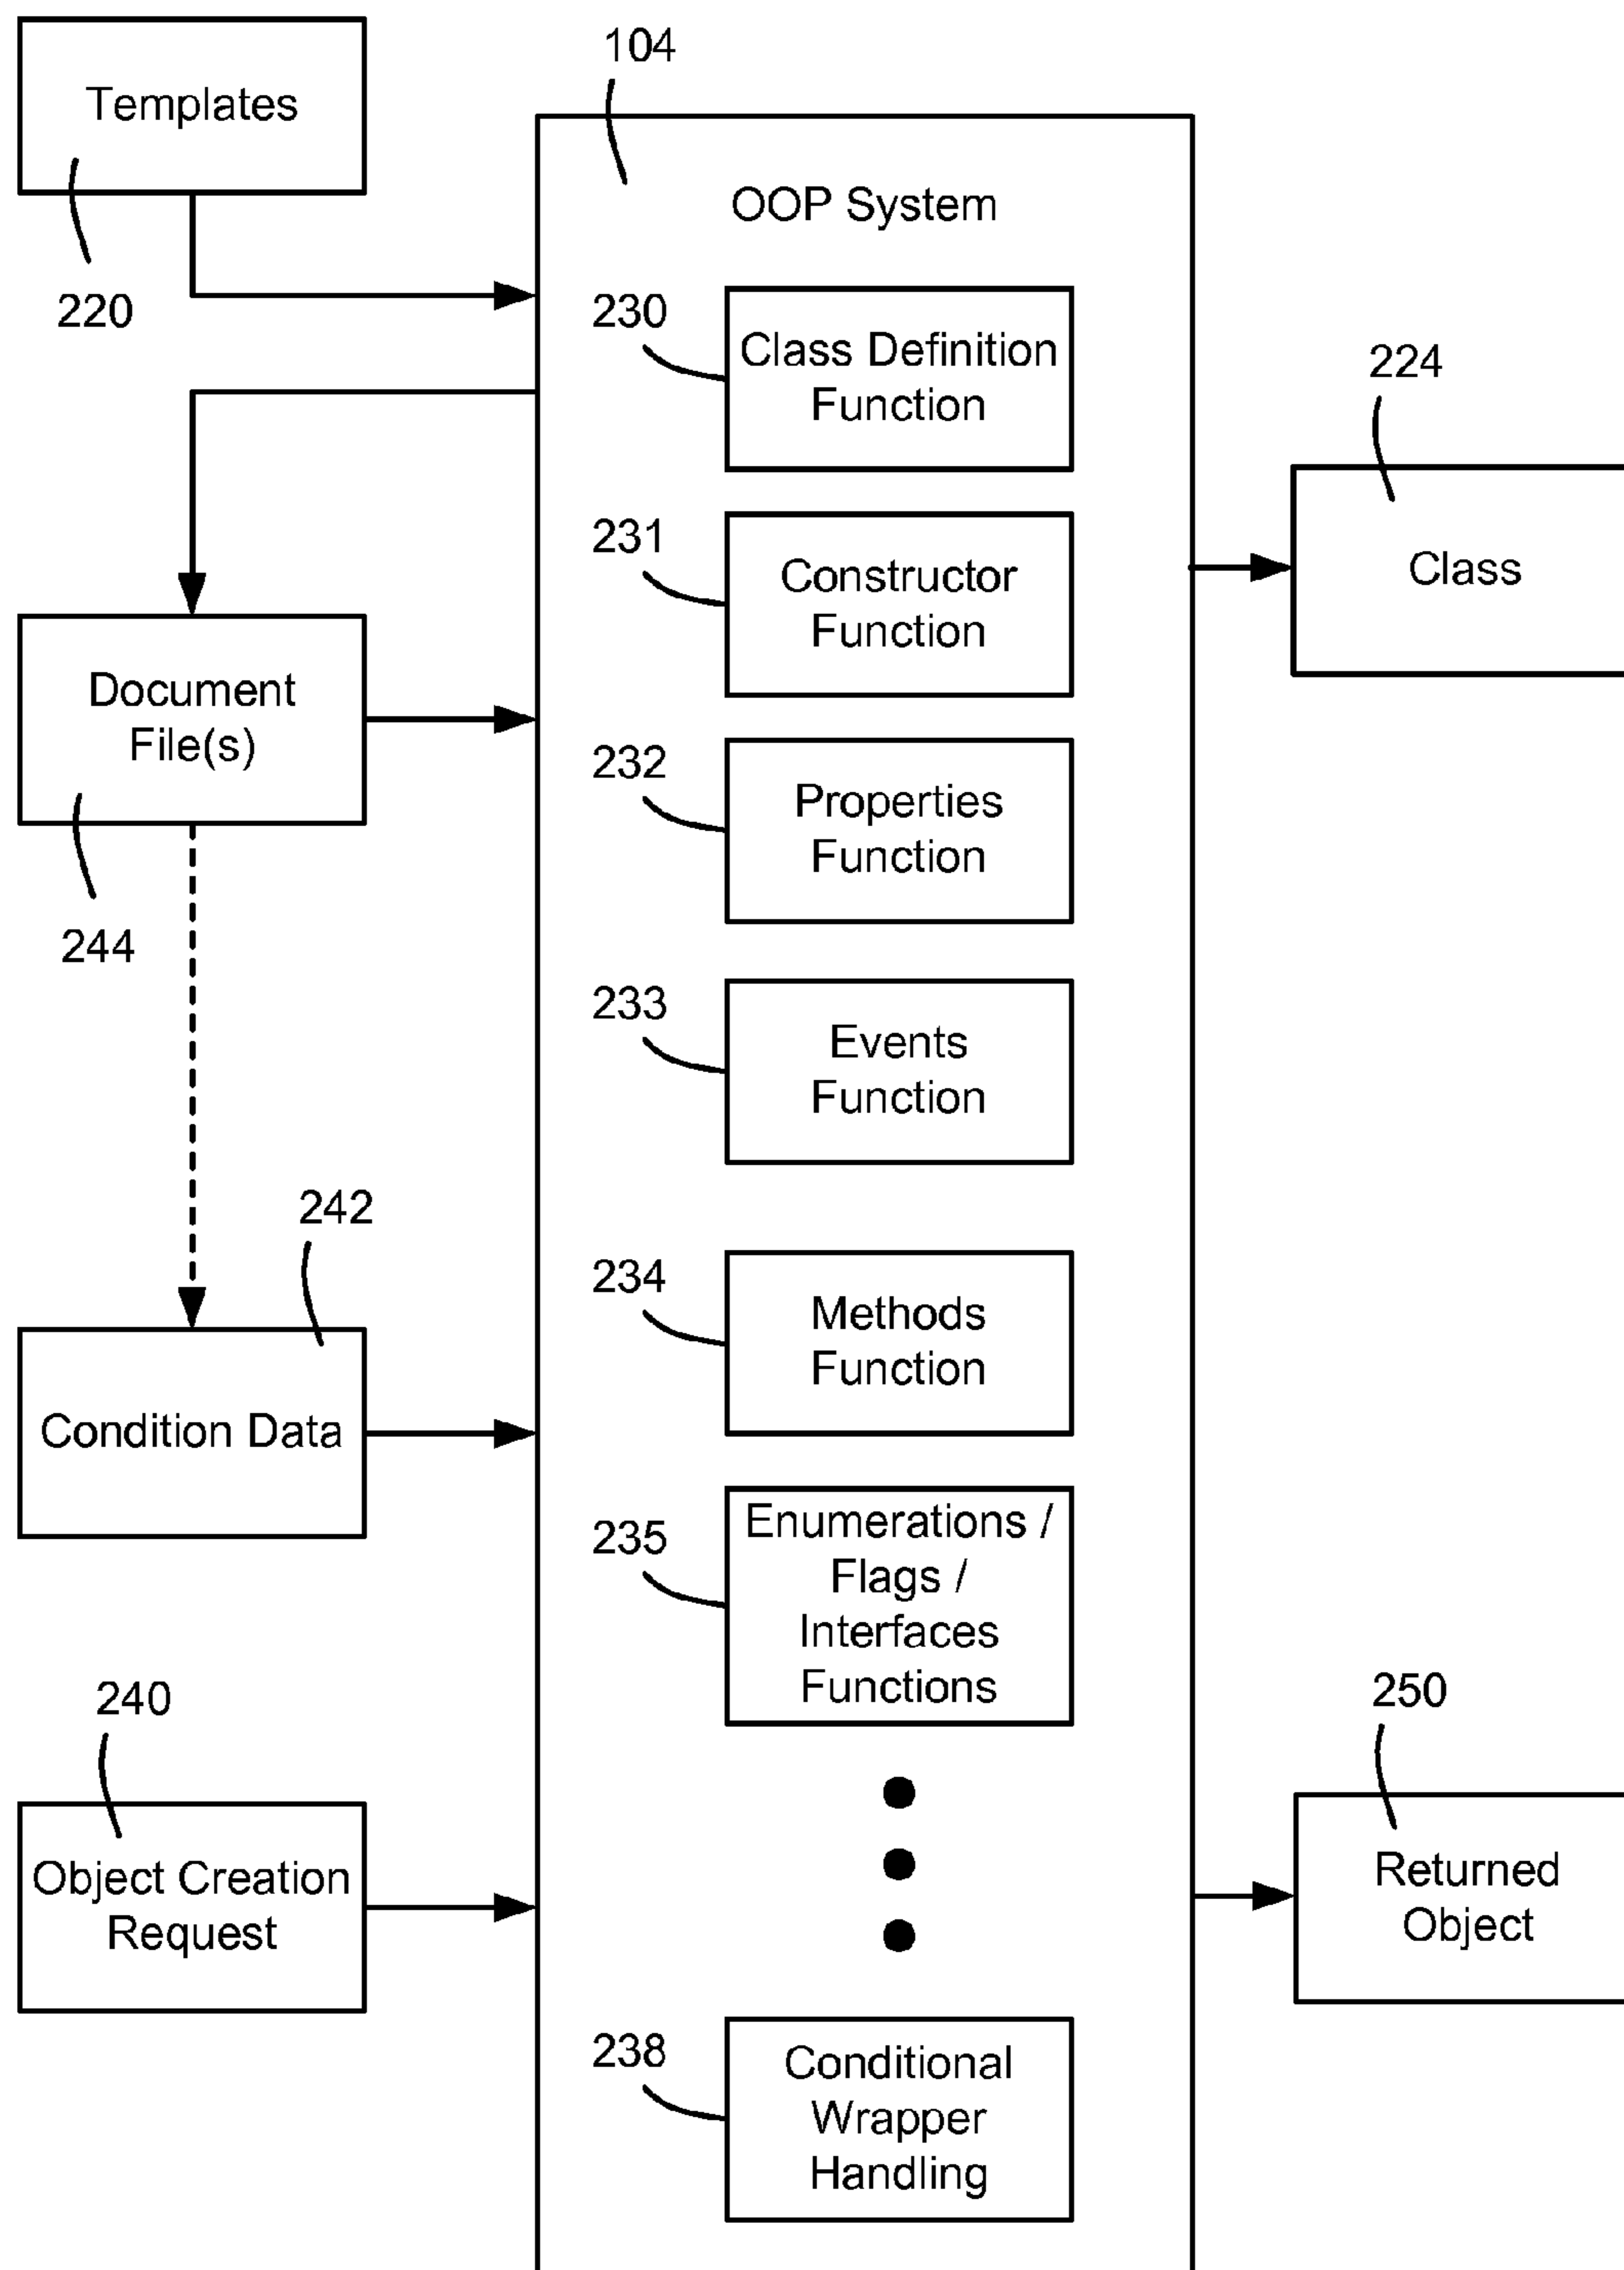 Templates
220
104
OOP System
230
Class Definition
Function
231
Constructor
Function
232
Properties
Function
233
Events
Function
234
Methods
Function
235
Enumerations /
Flags /
Interfaces
Functions
238
Conditional
Wrapper
Handling
Document
File(s)
244
242
Condition Data
240
Object Creation
Request
224
Class
250
Returned
Object